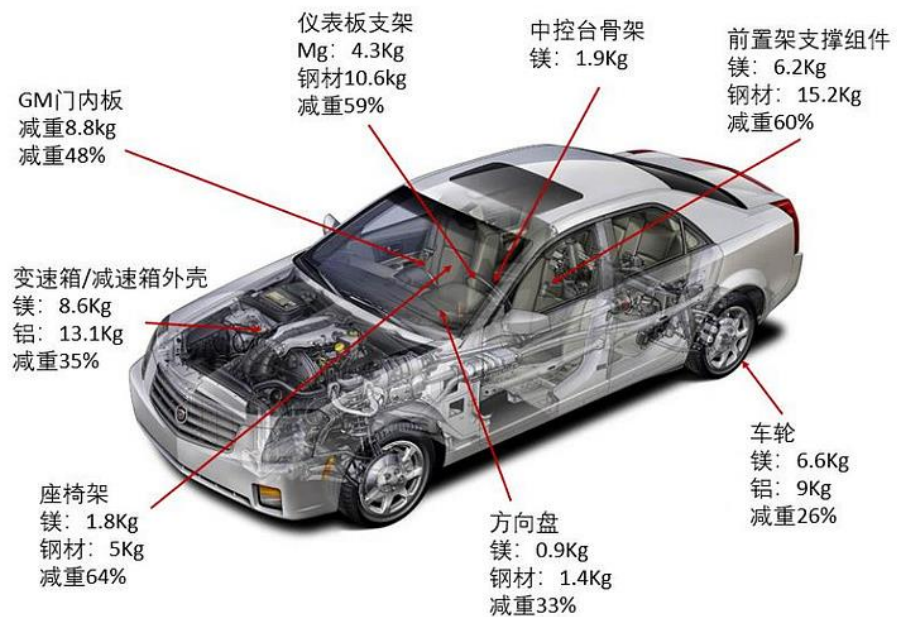 仪表板支架
Mg：4.3Kg
钢材10.6kg
减重59%
中控台骨架
镁：1.9Kg
前置架支撑组件
镁：6.2Kg
钢材：15.2Kg
减重60%
GM门内板
减重8.8kg
减重48%
变速箱/减速箱外壳
镁：8.6Kg
铝：13.1Kg
减重35%
车轮
镁：6.6Kg
铝：9Kg
减重26%
座椅架
镁：1.8Kg
钢材：5Kg
减重64%
方向盘
镁：0.9Kg
钢材：1.4Kg
减重33%